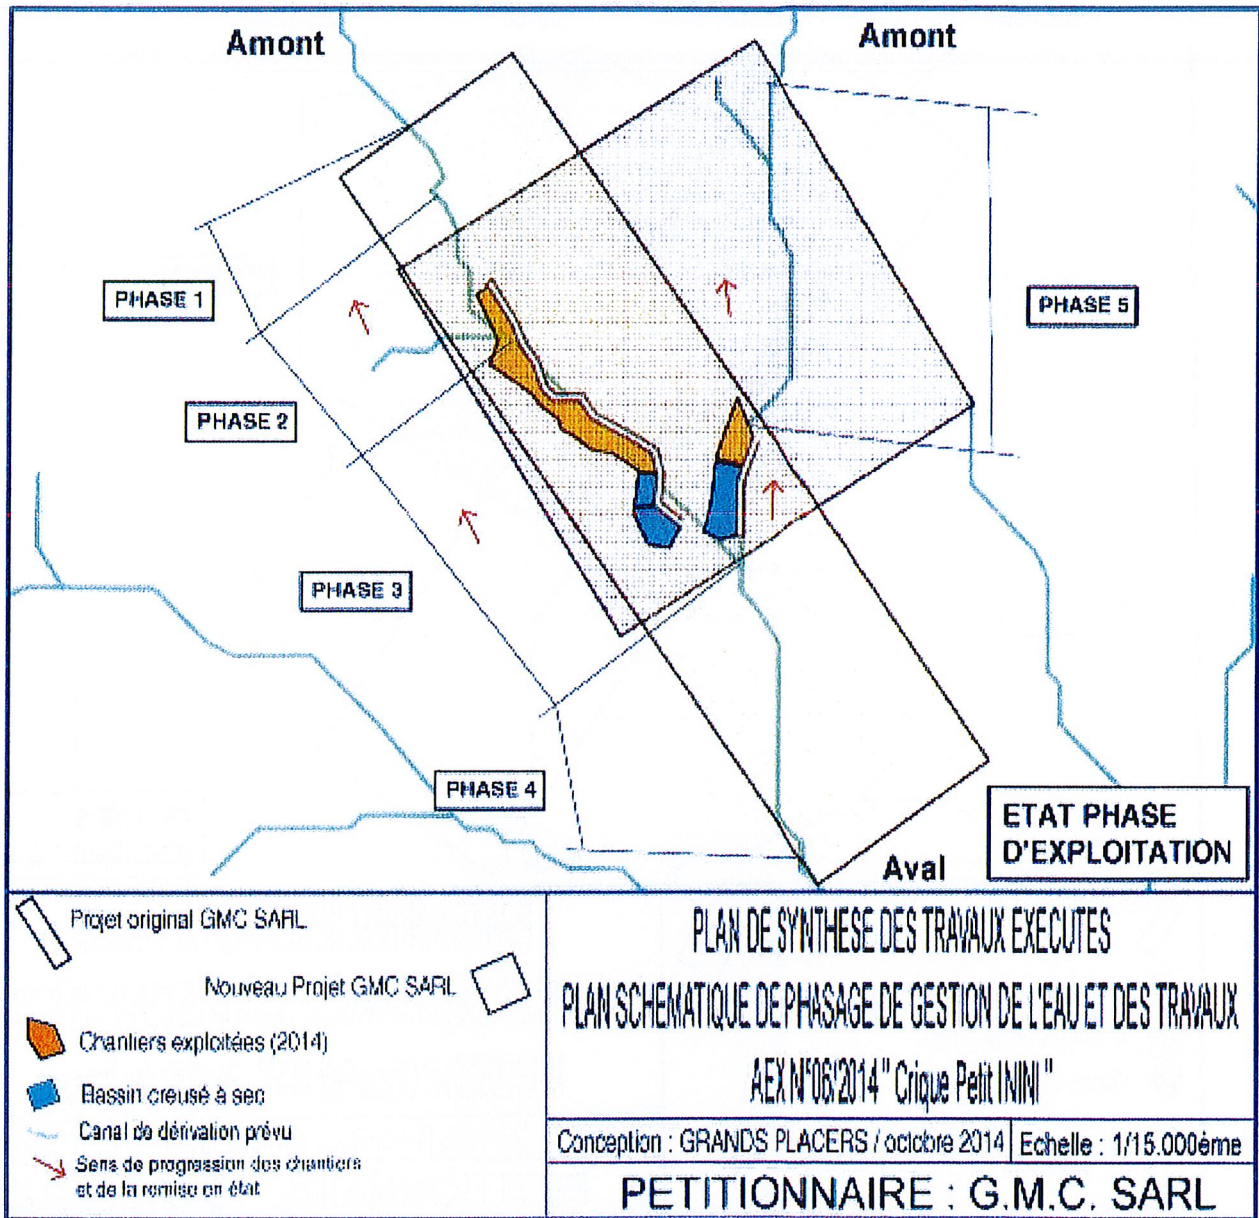 Amont
Amont
PHASE 1
PHASE 5
PHASE 2
PHASE 3
PHASE 4
ETAT PHASE
D'EXPLOITATION
Aval
Projet original GMC SARL
Nouveau Projet GMC SARL
Chantiers exploitées (2014)
Bassin creusé à sec
Canal de dérivation prévu
Sens de progression des chantiers
et de la remise en état
PLAN DE SYNTHESE DES TRAVAUX EXECUTES
PLAN SCHEMATIQUE DE PHASAGE DE GESTION DE L'EAU ET DES TRAVAUX
AEX N°06/2014 " Crique Petit ININI "
Conception : GRANDS PLACERS / octobre 2014
Echelle : 1/15.000ème
PETITIONNAIRE : G.M.C. SARL